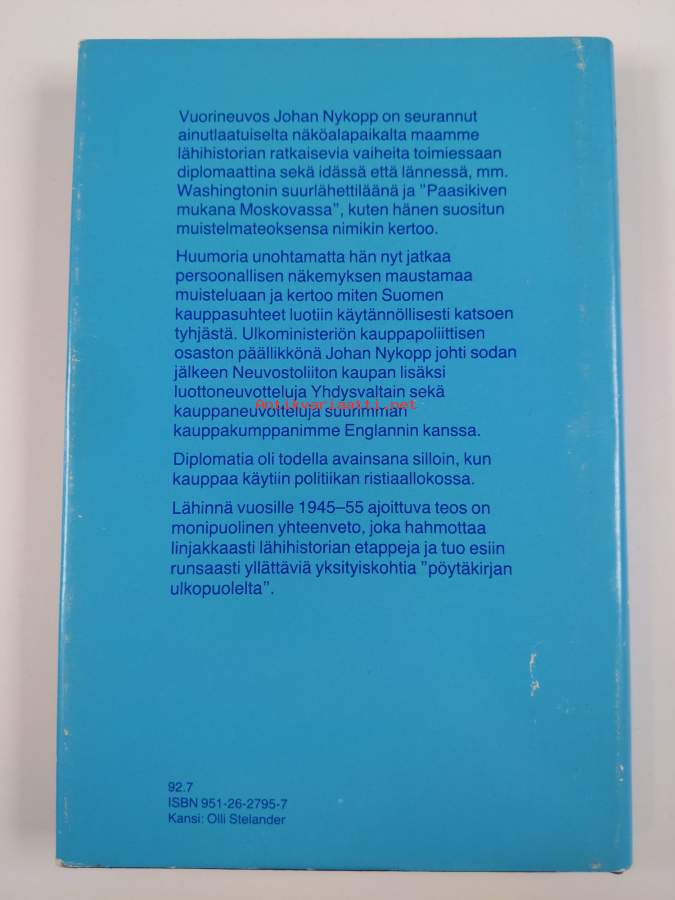 Vuorineuvos Johan Nykopp on seurannut
ainutlaatuiselta näköalapaikalta maamme
lähihistorian ratkaisevia vaiheita toimiessaan
diplomaattina sekä idässä että lännessä, mm.
Washingtonin suurlähettiläänä ja ”Paasikiven
mukana Moskovassa”, kuten hänen suositun
muistelmateoksensa nimikin kertoo.
Huumoria unohtamatta hän nyt jatkaa
persoonallisen näkemyksen maustamaa
muisteluaan ja kertoo miten Suomen
kauppasuhteet luotiin käytännöllisesti katsoen
tyhjästä. Ulkoministeriön kauppapoliittisen
osaston päällikkönä Johan Nykopp johti sodan
jälkeen Neuvostoliiton kaupan lisäksi
luottoneuvotteluja Yhdysvaltain sekä
Antikvariaatti.net
kauppaneuvotteluja suurimman
kauppakumppanimme Englannin kanssa.
Diplomatia oli todella avainsana silloin, kun
kauppaa käytiin politiikan ristiaallokossa.
Lähinnä vuosille 1945–55 ajoittuva teos on
monipuolinen yhteenveto, joka hahmottaa
linjakkaasti lähihistorian etappeja ja tuo esiin
runsaasti yllättäviä yksityiskohtia ”pöytäkirjan
ulkopuolelta”.
92.7
ISBN 951-26-2795-7
Kansi: Olli Stelander